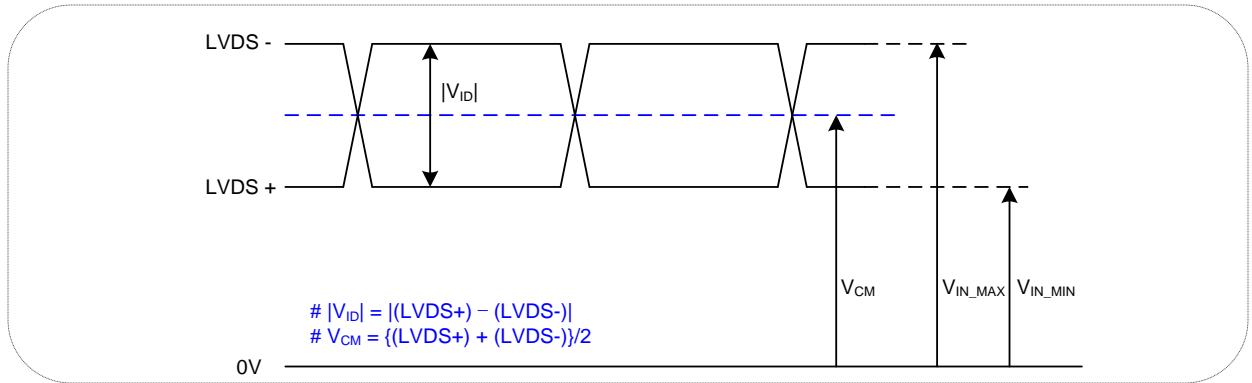 LVDS -
|VID|
LVDS +
VCM
VIN_MAX
VIN_MIN
# |VID| = |(LVDS+) − (LVDS-)|
# VCM = {(LVDS+) + (LVDS-)}/2
0V